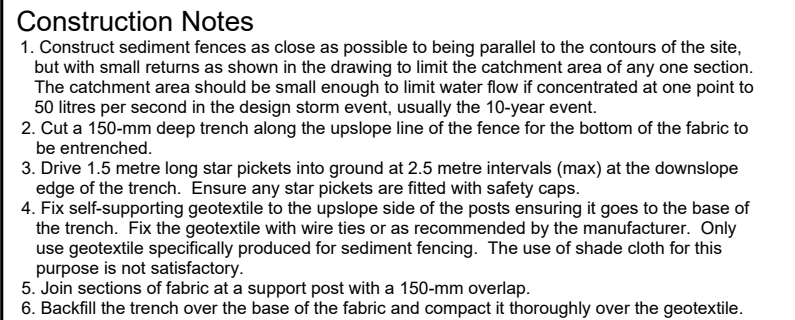 Construction Notes
1. Construct sediment fences as close as possible to being parallel to the contours of the site,
but with small returns as shown in the drawing to limit the catchment area of any one section.
The catchment area should be small enough to limit water flow if concentrated at one point to
50 litres per second in the design storm event, usually the 10-year event.
2. Cut a 150-mm deep trench along the upslope line of the fence for the bottom of the fabric to
be entrenched.
3. Drive 1.5 metre long star pickets into ground at 2.5 metre intervals (max) at the downslope
edge of the trench.  Ensure any star pickets are fitted with safety caps.
4. Fix self-supporting geotextile to the upslope side of the posts ensuring it goes to the base of
the trench.  Fix the geotextile with wire ties or as recommended by the manufacturer.  Only
use geotextile specifically produced for sediment fencing.  The use of shade cloth for this
purpose is not satisfactory.
5. Join sections of fabric at a support post with a 150-mm overlap.
6. Backfill the trench over the base of the fabric and compact it thoroughly over the geotextile.